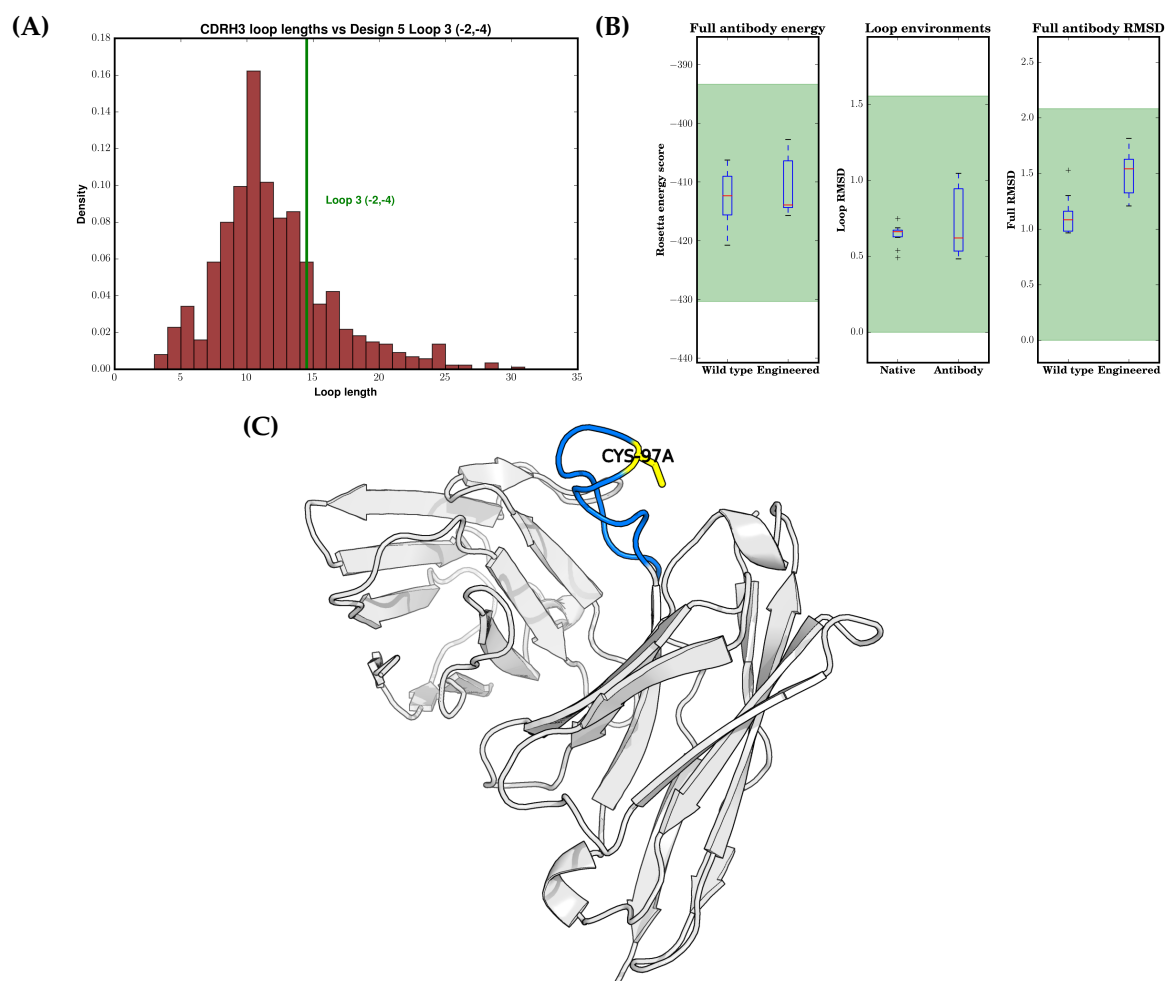 (A)
CDRH3 loop lengths vs Design 5 Loop 3 (-2,-4)
0.18
0.16
0.14
0.12
0.10
0.08
0.06
0.04
0.02
0.00
Density
Loop 3 (-2,-4)
0 5 10 15 20 25 30 35
Loop length
(B)
Full antibody energy
−390
−400
−410
−420
−430
−440
Rosetta energy score
Wild type Engineered
Loop environments
1.5
1.0
0.5
0.0
Loop RMSD
Native Antibody
Full antibody RMSD
2.5
2.0
1.5
1.0
0.5
0.0
Full RMSD
Wild type Engineered
(C)
CYS-97A